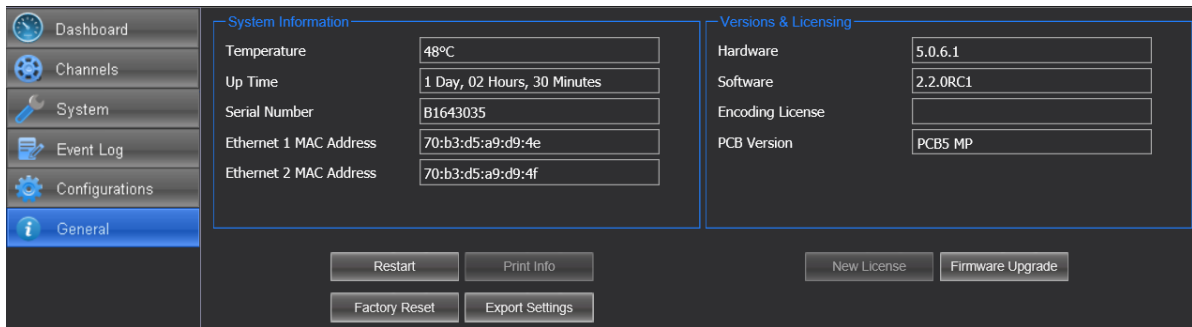 Dashboard
Channels
System
Event Log
Configurations
General
System Information
Temperature 48ºC
Up Time 1 Day, 02 Hours, 30 Minutes
Serial Number B1643035
Ethernet 1 MAC Address 70:b3:d5:a9:d9:4e
Ethernet 2 MAC Address 70:b3:d5:a9:d9:4f
Restart Print Info
Factory Reset Export Settings
Versions & Licensing
Hardware 5.0.6.1
Software 2.2.0RC1
Encoding License
PCB Version PCB5 MP
New License Firmware Upgrade